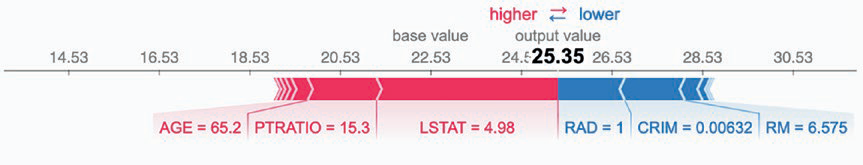 higher ⇄ lower
base value output value
14.53 16.53 18.53 20.53 22.53 24.5 25.35 26.53 28.53 30.53
AGE = 65.2 PTRATIO = 15.3 LSTAT = 4.98 RAD = 1 CRIM = 0.00632 RM = 6.575